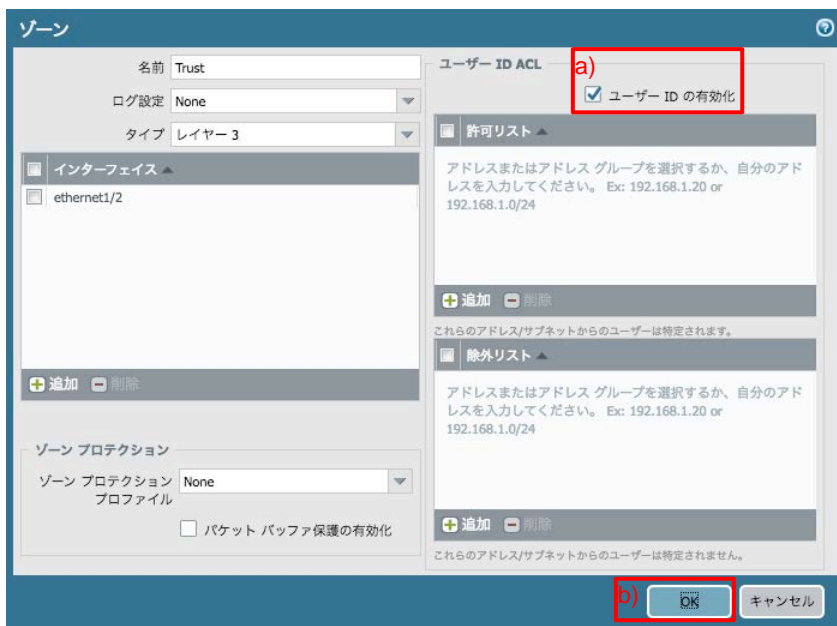 ゾーン
名前 Trust
ログ設定 None
タイプ レイヤー 3
インターフェイス
ethernet1/2
追加 削除
ゾーン プロテクション
ゾーン プロテクション プロファイル None
パケット バッファ保護の有効化
ユーザー ID ACL
a)
ユーザー ID の有効化
許可リスト
アドレスまたはアドレス グループを選択するか、自分のアド
レスを入力してください。 Ex: 192.168.1.20 or
192.168.1.0/24
追加 削除
これらのアドレス/サブネットからのユーザーは特定されます。
除外リスト
アドレスまたはアドレス グループを選択するか、自分のアド
レスを入力してください。 Ex: 192.168.1.20 or
192.168.1.0/24
追加 削除
これらのアドレス/サブネットからのユーザーは特定されません。
b) OK キャンセル